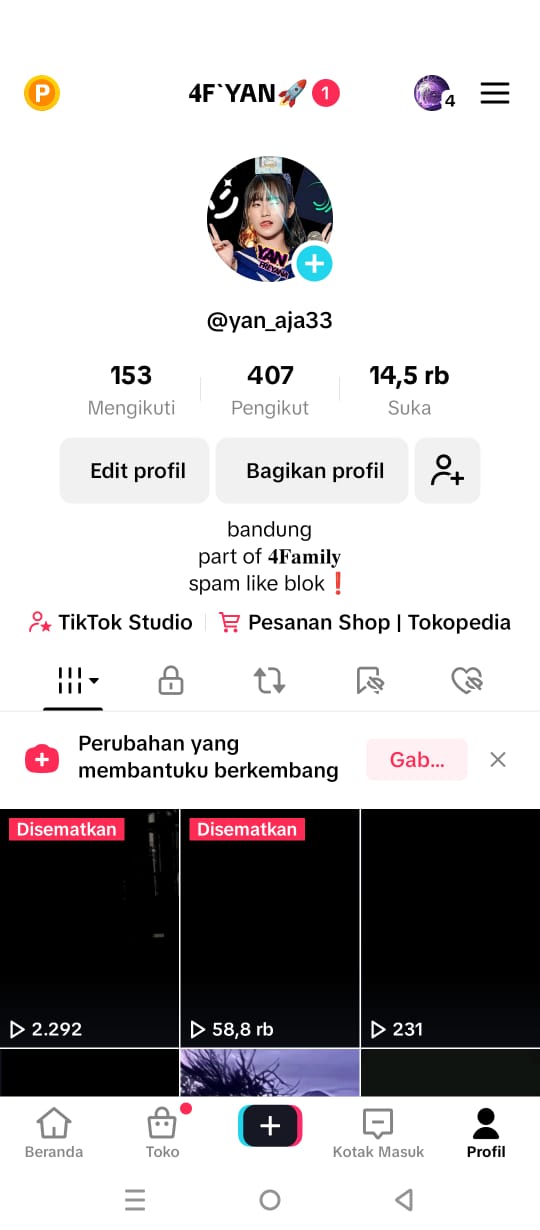 P
4F`YAN🚀 1
4
YAN
@yan_aja33
153 407 14,5 rb
Mengikuti Pengikut Suka
Edit profil Bagikan profil
bandung
part of 𝟒𝐅𝐚𝐦𝐢𝐥𝐲
spam like blok❗
TikTok Studio Pesanan Shop | Tokopedia
Perubahan yang
membantuku berkembang
Gab...
Disematkan Disematkan
2.292 58,8 rb 231
Beranda Toko Kotak Masuk Profil